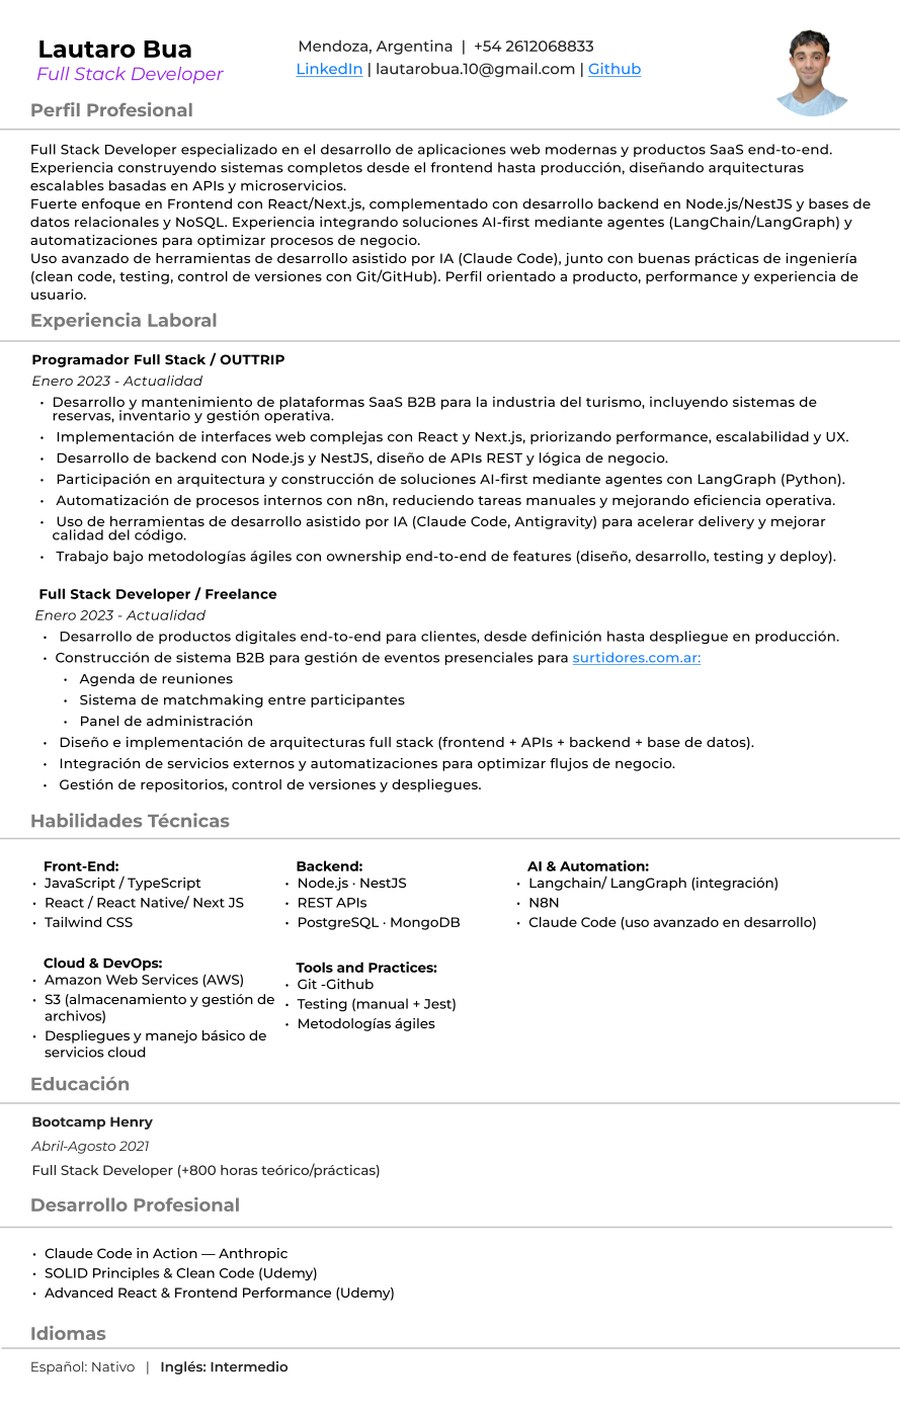 Lautaro Bua
Full Stack Developer
Mendoza, Argentina | +54 2612068833
LinkedIn | lautarobua.10@gmail.com | Github
Perfil Profesional
Full Stack Developer especializado en el desarrollo de aplicaciones web modernas y productos SaaS end-to-end.
Experiencia construyendo sistemas completos desde el frontend hasta producción, diseñando arquitecturas
escalables basadas en APIs y microservicios.
Fuerte enfoque en Frontend con React/Next.js, complementado con desarrollo backend en Node.js/NestJS y bases de
datos relacionales y NoSQL. Experiencia integrando soluciones AI-first mediante agentes (LangChain/LangGraph) y
automatizaciones para optimizar procesos de negocio.
Uso avanzado de herramientas de desarrollo asistido por IA (Claude Code), junto con buenas prácticas de ingeniería
(clean code, testing, control de versiones con Git/GitHub). Perfil orientado a producto, performance y experiencia de
usuario.
Experiencia Laboral
Programador Full Stack / OUTTRIP
Enero 2023 - Actualidad
• Desarrollo y mantenimiento de plataformas SaaS B2B para la industria del turismo, incluyendo sistemas de
reservas, inventario y gestión operativa.
• Implementación de interfaces web complejas con React y Next.js, priorizando performance, escalabilidad y UX.
• Desarrollo de backend con Node.js y NestJS, diseño de APIs REST y lógica de negocio.
• Participación en arquitectura y construcción de soluciones AI-first mediante agentes con LangGraph (Python).
• Automatización de procesos internos con n8n, reduciendo tareas manuales y mejorando eficiencia operativa.
• Uso de herramientas de desarrollo asistido por IA (Claude Code, Antigravity) para acelerar delivery y mejorar
calidad del código.
• Trabajo bajo metodologías ágiles con ownership end-to-end de features (diseño, desarrollo, testing y deploy).
Full Stack Developer / Freelance
Enero 2023 - Actualidad
• Desarrollo de productos digitales end-to-end para clientes, desde definición hasta despliegue en producción.
• Construcción de sistema B2B para gestión de eventos presenciales para surtidores.com.ar:
• Agenda de reuniones
• Sistema de matchmaking entre participantes
• Panel de administración
• Diseño e implementación de arquitecturas full stack (frontend + APIs + backend + base de datos).
• Integración de servicios externos y automatizaciones para optimizar flujos de negocio.
• Gestión de repositorios, control de versiones y despliegues.
Habilidades Técnicas
Front-End:
• JavaScript / TypeScript
• React / React Native/ Next JS
• Tailwind CSS
Backend:
• Node.js · NestJS
• REST APIs
• PostgreSQL · MongoDB
AI & Automation:
• Langchain/ LangGraph (integración)
• N8N
• Claude Code (uso avanzado en desarrollo)
Cloud & DevOps:
• Amazon Web Services (AWS)
• S3 (almacenamiento y gestión de
archivos)
• Despliegues y manejo básico de
servicios cloud
Tools and Practices:
• Git -Github
• Testing (manual + Jest)
• Metodologías ágiles
Educación
Bootcamp Henry
Abril-Agosto 2021
Full Stack Developer (+800 horas teórico/prácticas)
Desarrollo Profesional
• Claude Code in Action — Anthropic
• SOLID Principles & Clean Code (Udemy)
• Advanced React & Frontend Performance (Udemy)
Idiomas
Español: Nativo | Inglés: Intermedio